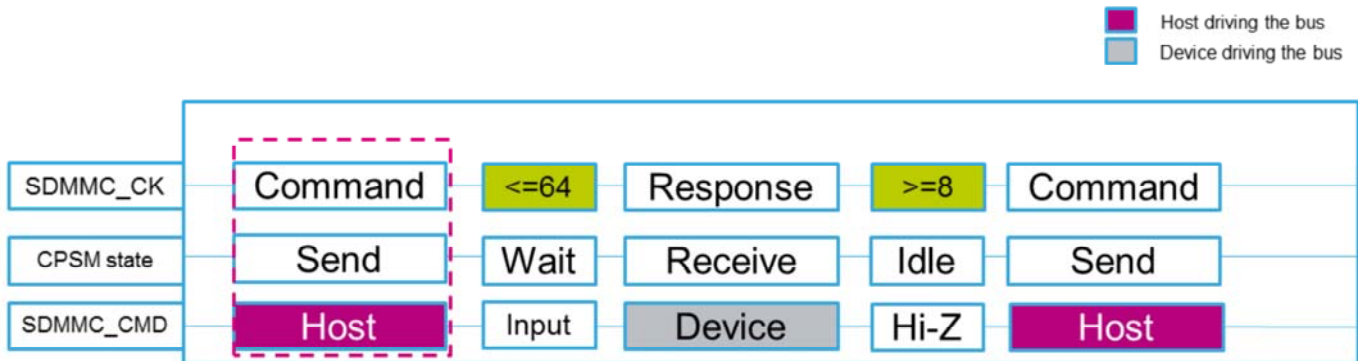 Host driving the bus
Device driving the bus
SDMMC_CK Command <=64 Response >=8 Command
CPSM state Send Wait Receive Idle Send
SDMMC_CMD Host Input Device Hi-Z Host